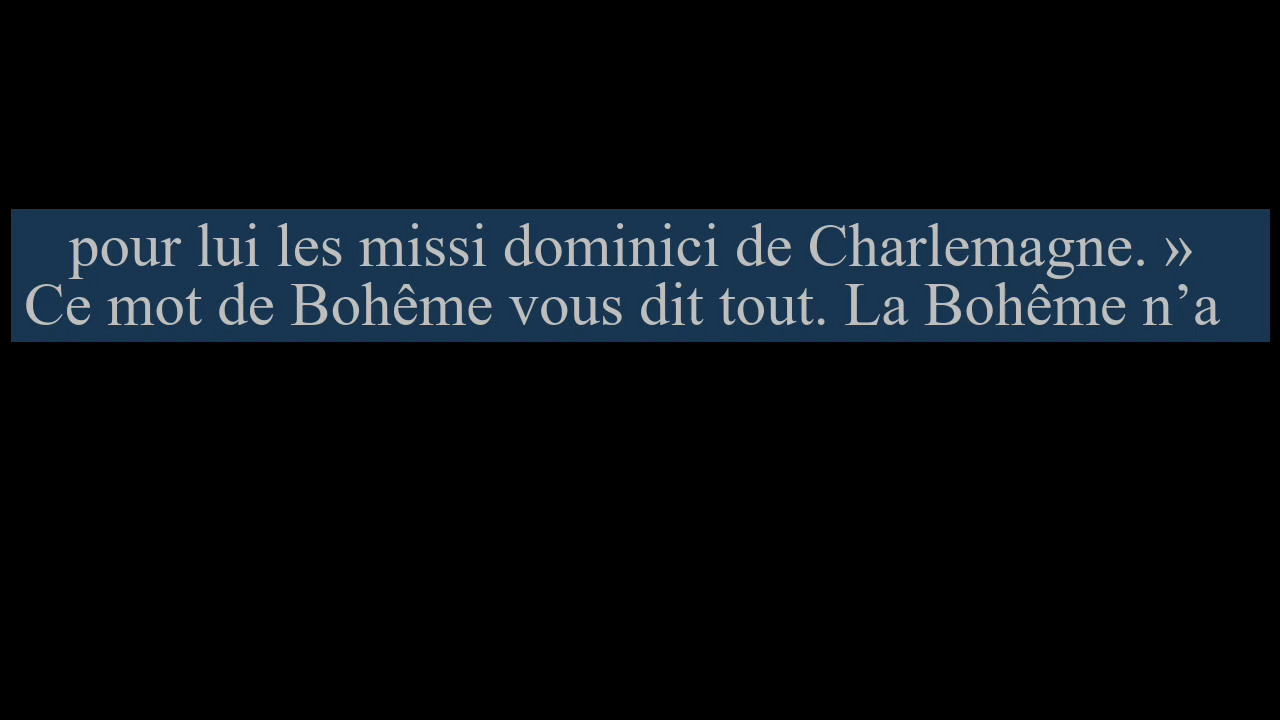 pour lui les missi dominici de Charlemagne. »
Ce mot de Bohême vous dit tout. La Bohême n’a